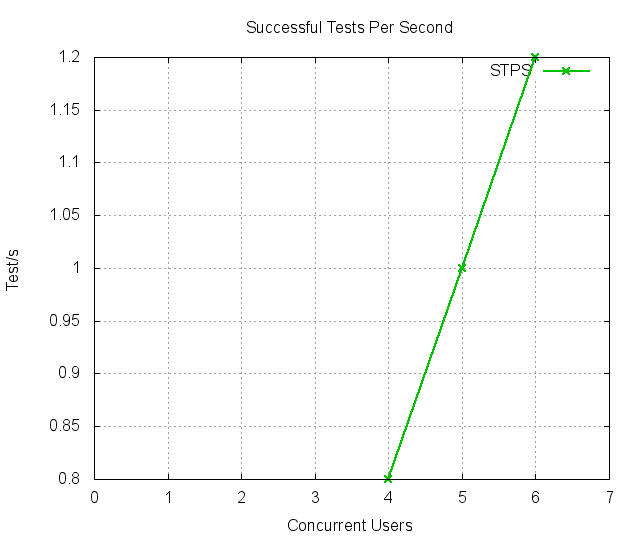 Successful Tests Per Second
1.2
STPS
1.15
1.1
1.05
1
0.95
0.9
0.85
0.8
Test/s
0 1 2 3 4 5 6 7
Concurrent Users